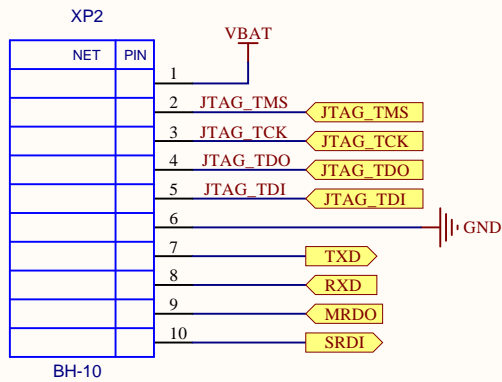 XP2
VBAT
NET PIN
1
2 JTAG_TMS JTAG_TMS
3 JTAG_TCK JTAG_TCK
4 JTAG_TDO JTAG_TDO
5 JTAG_TDI JTAG_TDI
6 GND
7 TXD
8 RXD
9 MRDO
10 SRDI
BH-10